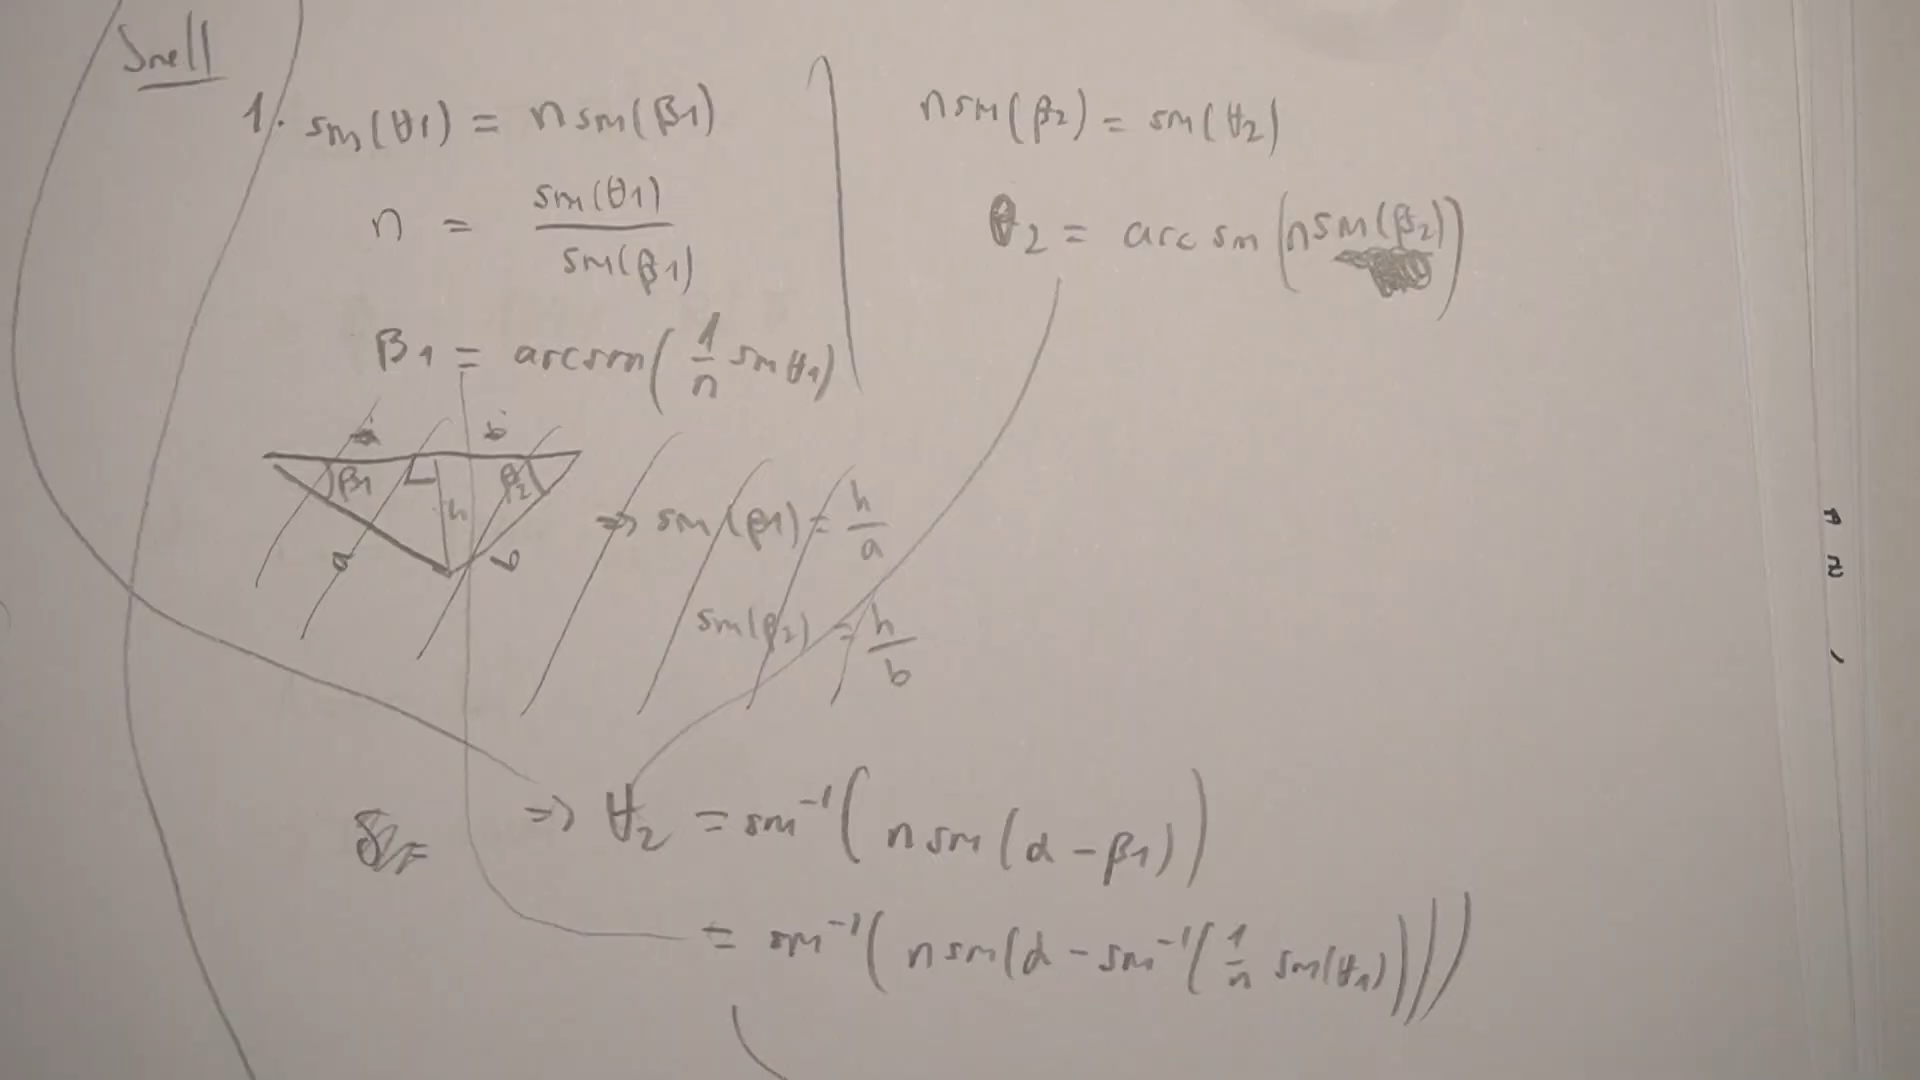 Snell
1. sin(θ1) = n sin(β1)
n = sin(θ1) / sin(β1)
β1 = arcsin(1/n sin θ1)
n sin(β2) = sin(θ2)
θ2 = arcsin(n sin(β2))
b
β1 β2
h
a b
=> sin(β1) = h/a
sin(β2) = h/b
=> θ2 = sin⁻¹(n sin(α - β1))
= sin⁻¹(n sin(α - sin⁻¹(1/n sin(θ1))))